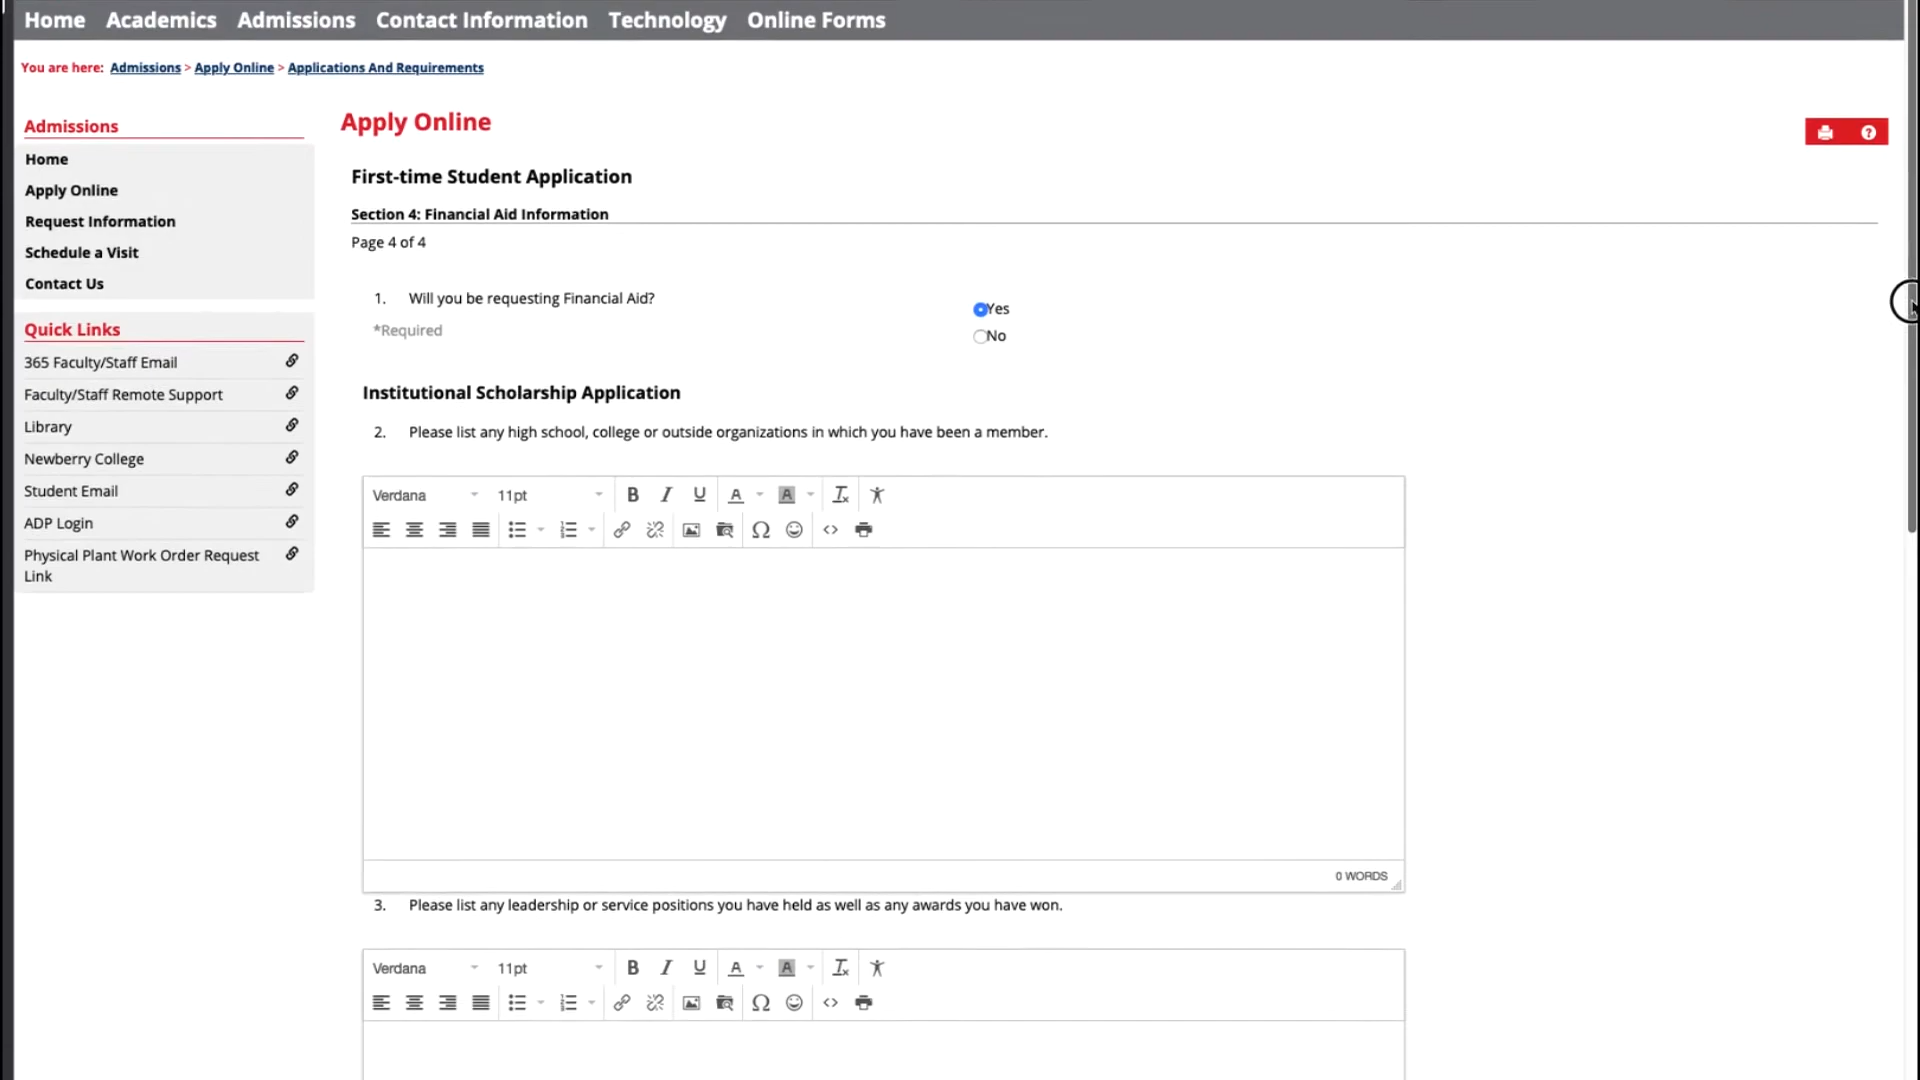 Home Academics Admissions Contact Information Technology Online Forms
You are here: Admissions > Apply Online > Applications And Requirements
Admissions
Home
Apply Online
Request Information
Schedule a Visit
Contact Us
Quick Links
365 Faculty/Staff Email
Faculty/Staff Remote Support
Library
Newberry College
Student Email
ADP Login
Physical Plant Work Order Request
Link
Apply Online
First-time Student Application
Section 4: Financial Aid Information
Page 4 of 4
1. Will you be requesting Financial Aid?
*Required
Yes
No
Institutional Scholarship Application
2. Please list any high school, college or outside organizations in which you have been a member.
Verdana 11pt B I U A A
0 WORDS
3. Please list any leadership or service positions you have held as well as any awards you have won.
Verdana 11pt B I U A A